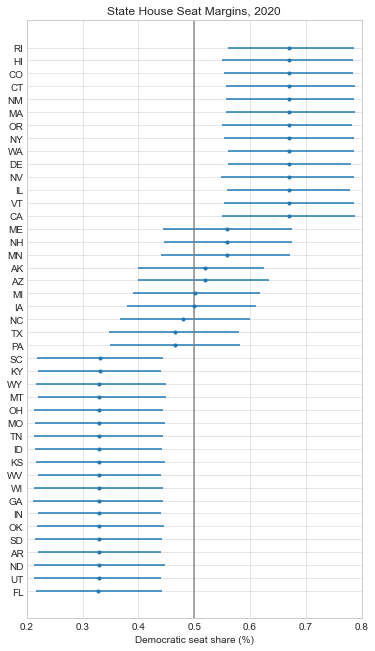 State House Seat Margins, 2020
RI
HI
CO
CT
NM
MA
OR
NY
WA
DE
NV
IL
VT
CA
ME
NH
MN
AK
AZ
MI
IA
NC
TX
PA
SC
KY
WY
MT
OH
MO
TN
ID
KS
WV
WI
GA
IN
OK
SD
AR
ND
UT
FL
0.2 0.3 0.4 0.5 0.6 0.7 0.8
Democratic seat share (%)